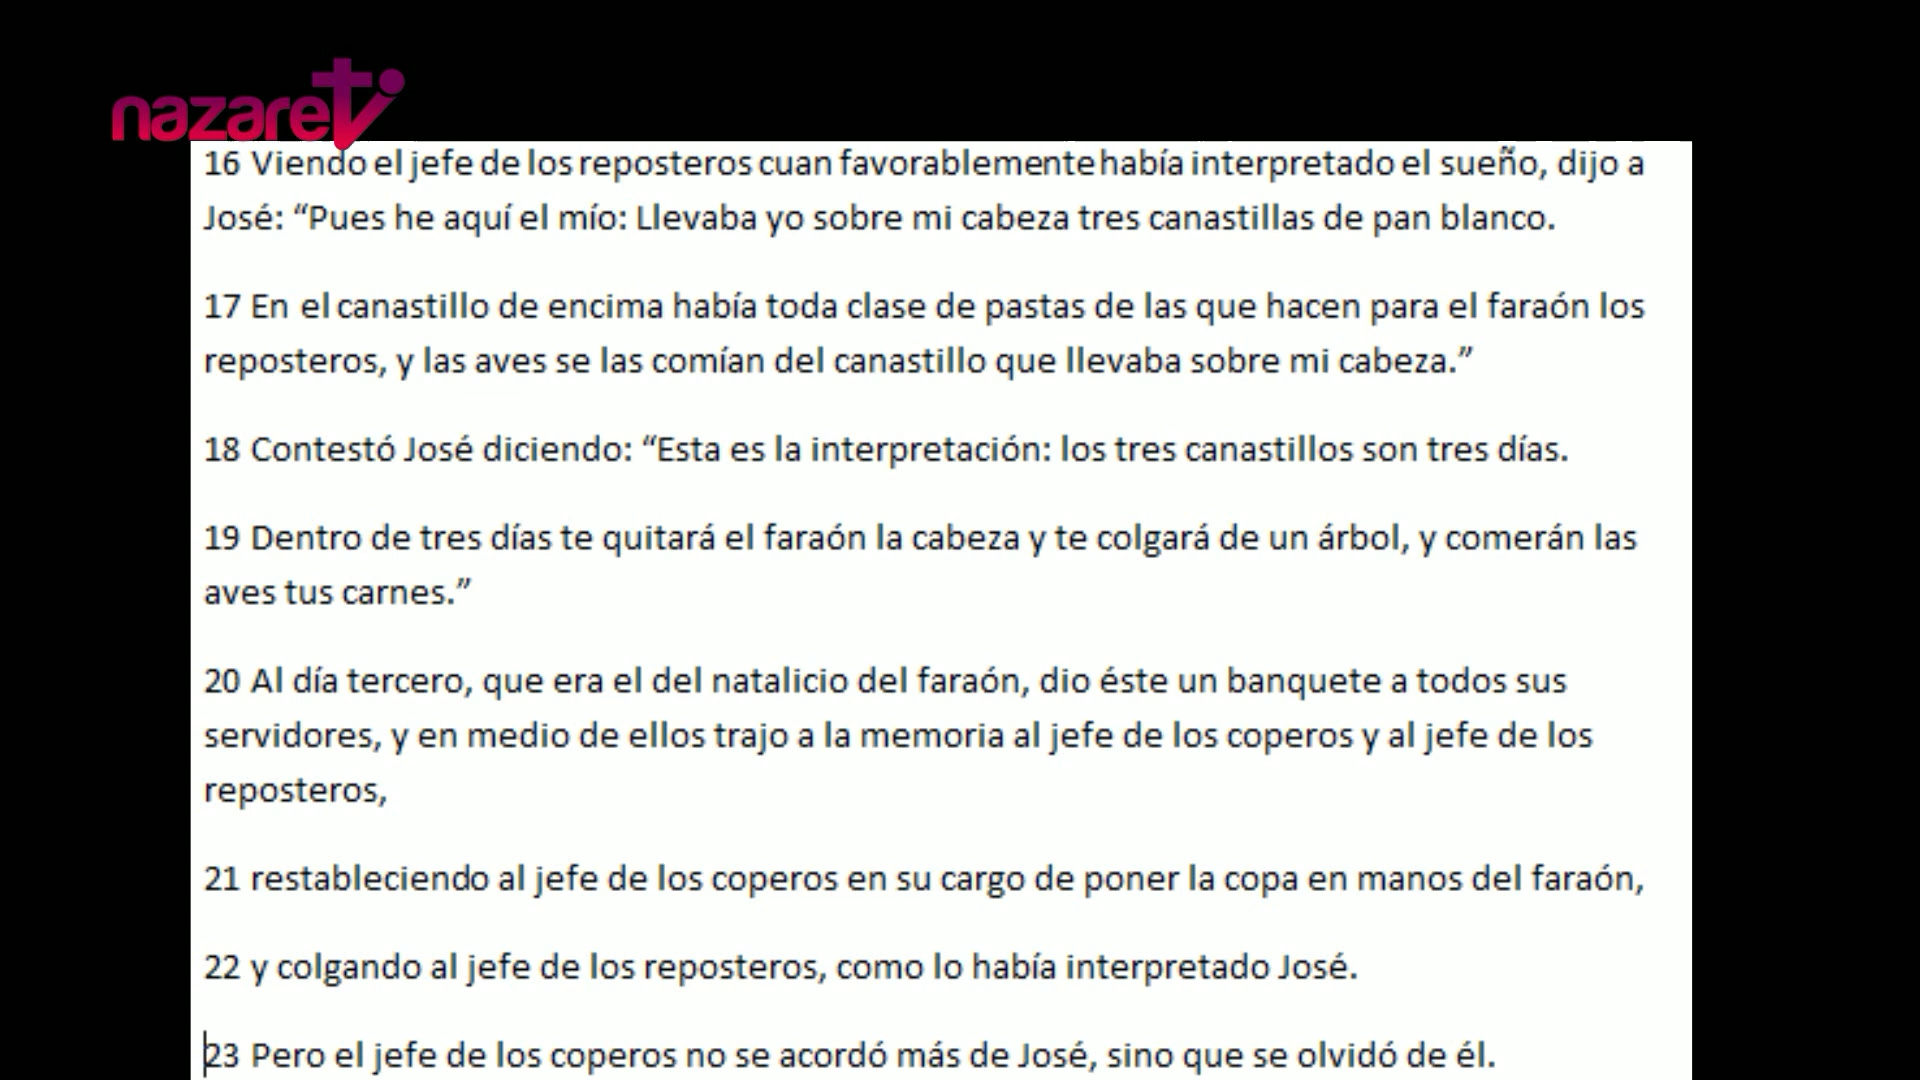 nazaretv
16 Viendo el jefe de los reposteros cuan favorablemente había interpretado el sueño, dijo a
José: “Pues he aquí el mío: Llevaba yo sobre mi cabeza tres canastillas de pan blanco.
17 En el canastillo de encima había toda clase de pastas de las que hacen para el faraón los
reposteros, y las aves se las comían del canastillo que llevaba sobre mi cabeza.”
18 Contestó José diciendo: “Esta es la interpretación: los tres canastillos son tres días.
19 Dentro de tres días te quitará el faraón la cabeza y te colgará de un árbol, y comerán las
aves tus carnes.”
20 Al día tercero, que era el del natalicio del faraón, dio éste un banquete a todos sus
servidores, y en medio de ellos trajo a la memoria al jefe de los coperos y al jefe de los
reposteros,
21 restableciendo al jefe de los coperos en su cargo de poner la copa en manos del faraón,
22 y colgando al jefe de los reposteros, como lo había interpretado José.
23 Pero el jefe de los coperos no se acordó más de José, sino que se olvidó de él.